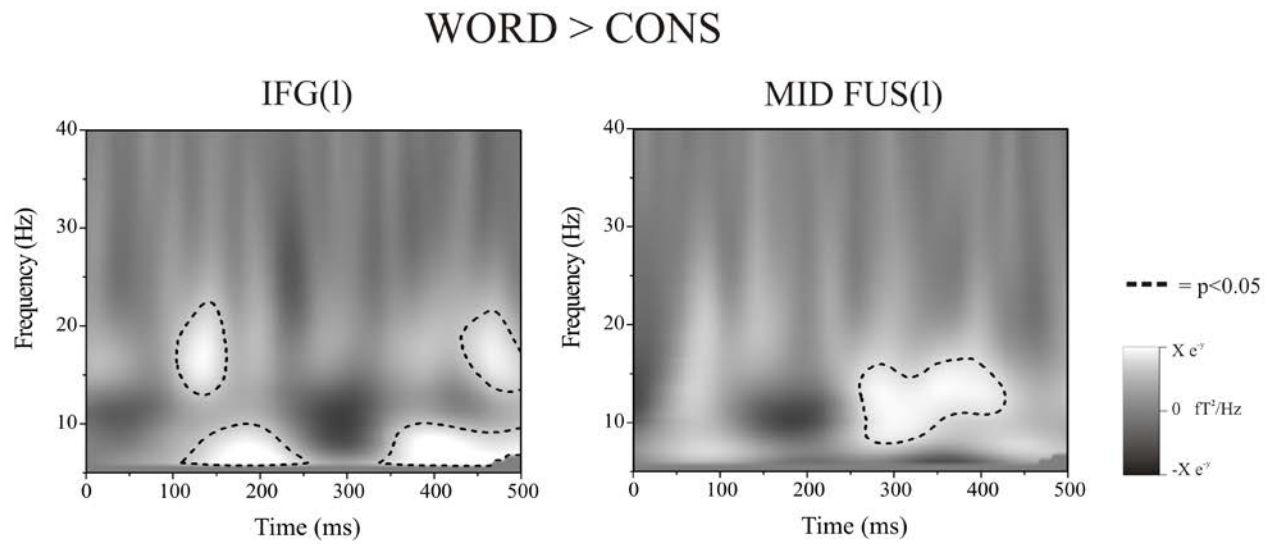 WORD > CONS
IFG(l)
MID FUS(l)
Frequency (Hz)
40
30
20
10
0
100
200
300
400
500
Time (ms)
Frequency (Hz)
40
30
20
10
0
100
200
300
400
500
Time (ms)
= p<0.05
X e⁻ʸ
0 fT²/Hz
-X e⁻ʸ